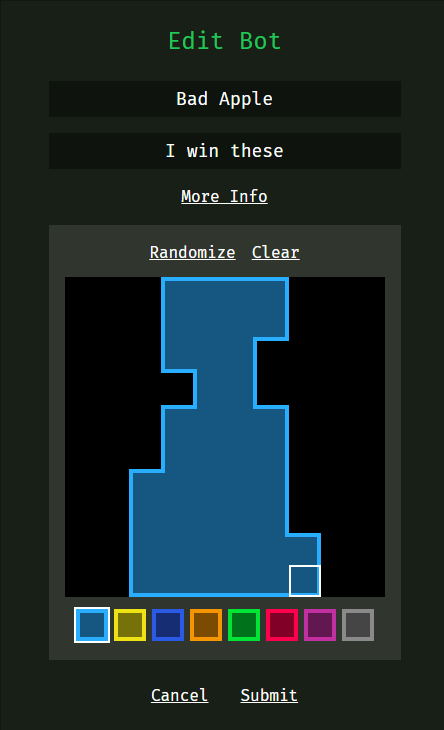 Edit Bot
Bad Apple
I win these
More Info
Randomize Clear
Cancel Submit